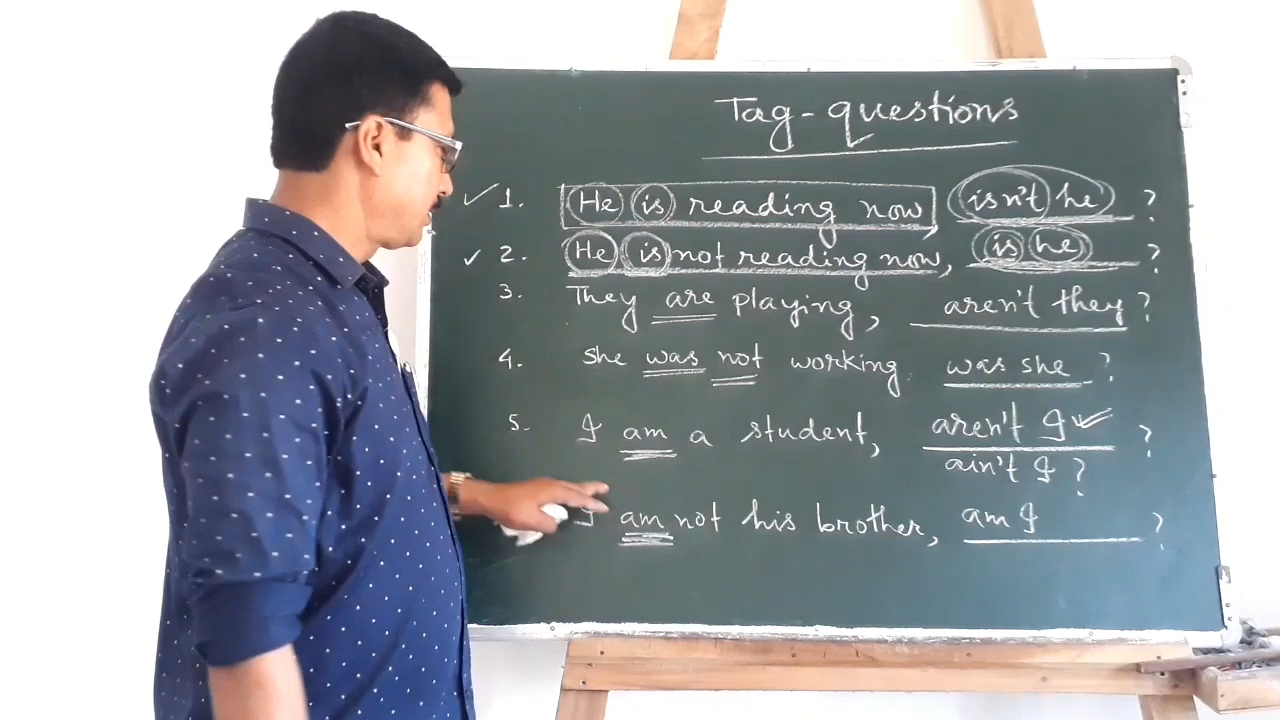 Tag-questions
1. He is reading now, isn't he ?
2. He is not reading now, is he ?
3. They are playing, aren't they ?
4. she was not working. was she ?
5. I am a student, aren't I ?
ain't I ?
I am not his brother, am I ?